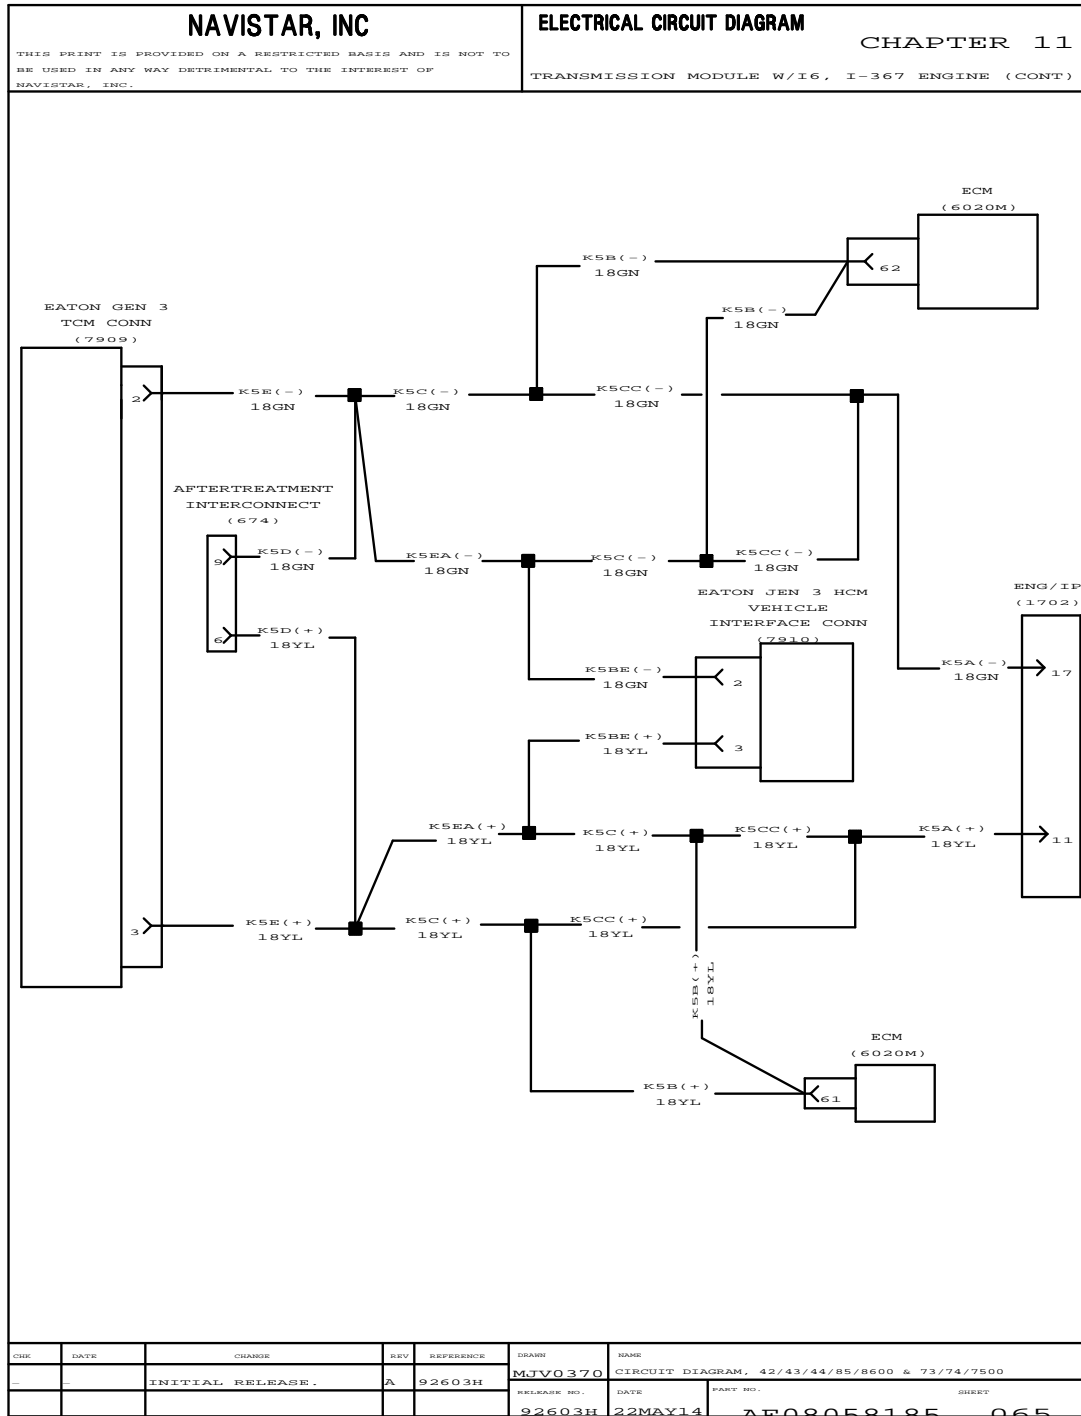 NAVISTAR, INC
THIS PRINT IS PROVIDED ON A RESTRICTED BASIS AND IS NOT TO
BE USED IN ANY WAY DETRIMENTAL TO THE INTEREST OF
NAVISTAR, INC.
ELECTRICAL CIRCUIT DIAGRAM
CHAPTER 11
TRANSMISSION MODULE W/I6, I-367 ENGINE (CONT)
ECM
(6020M)
62
K5B(-)
18GN
K5B(-)
18GN
EATON GEN 3
TCM CONN
(7909)
2
K5E(-)
18GN
K5C(-)
18GN
K5CC(-)
18GN
AFTERTREATMENT
INTERCONNECT
(674)
9
K5D(-)
18GN
6
K5D(+)
18YL
K5EA(-)
18GN
K5C(-)
18GN
K5CC(-)
18GN
EATON JEN 3 HCM
VEHICLE
INTERFACE CONN
(7910)
K5BE(-)
18GN
2
K5BE(+)
18YL
3
ENG/IP
(1702)
K5A(-)
18GN
17
K5EA(+)
18YL
K5C(+)
18YL
K5CC(+)
18YL
K5A(+)
18YL
11
3
K5E(+)
18YL
K5C(+)
18YL
K5CC(+)
18YL
K5B(+)
18YL
ECM
(6020M)
K5B(+)
18YL
61
CHK DATE CHANGE REV REFERENCE
- - INITIAL RELEASE. A 92603H
DRAWN
MJV0370
NAME
CIRCUIT DIAGRAM, 42/43/44/85/8600 & 73/74/7500
RELEASE NO.
92603H
DATE
22MAY14
PART NO.
AF08058185
SHEET
065